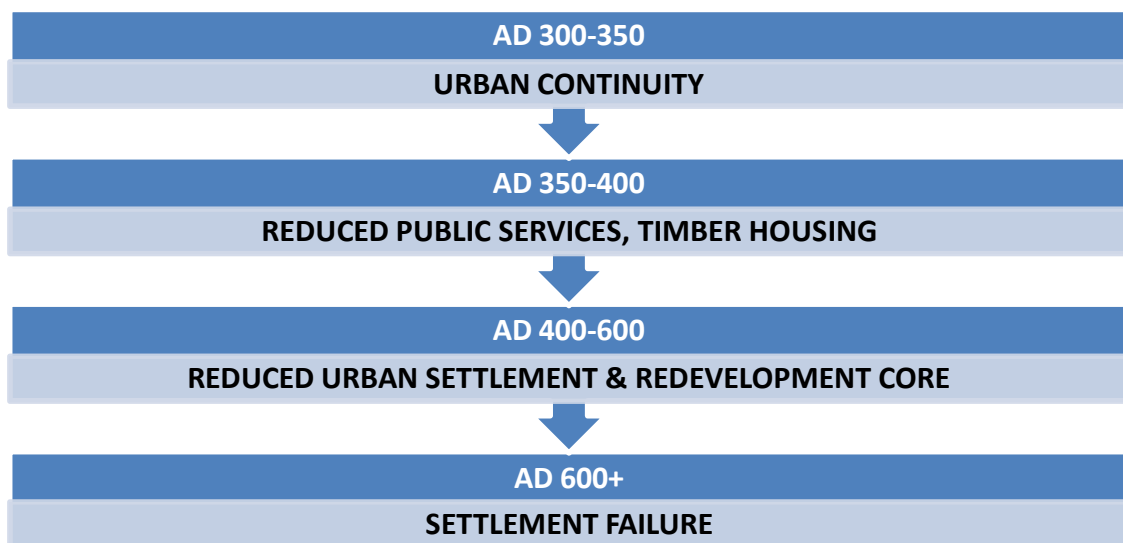 AD 300-350
URBAN CONTINUITY
AD 350-400
REDUCED PUBLIC SERVICES, TIMBER HOUSING
AD 400-600
REDUCED URBAN SETTLEMENT & REDEVELOPMENT CORE
AD 600+
SETTLEMENT FAILURE